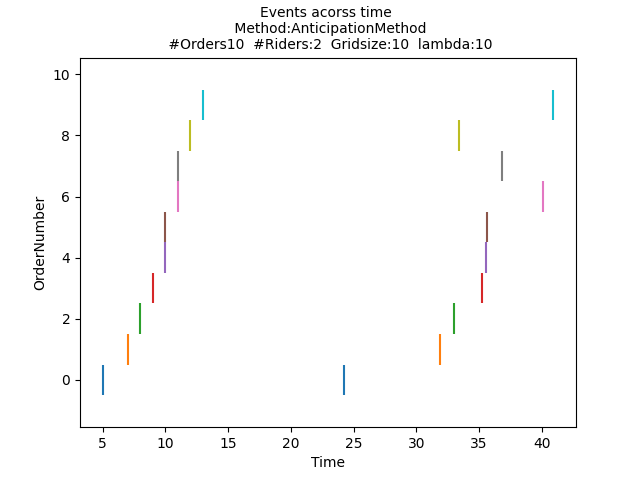 Events acorss time
Method:AnticipationMethod
#Orders10  #Riders:2  Gridsize:10  lambda:10
10
8
6
4
2
0
OrderNumber
5 10 15 20 25 30 35 40
Time